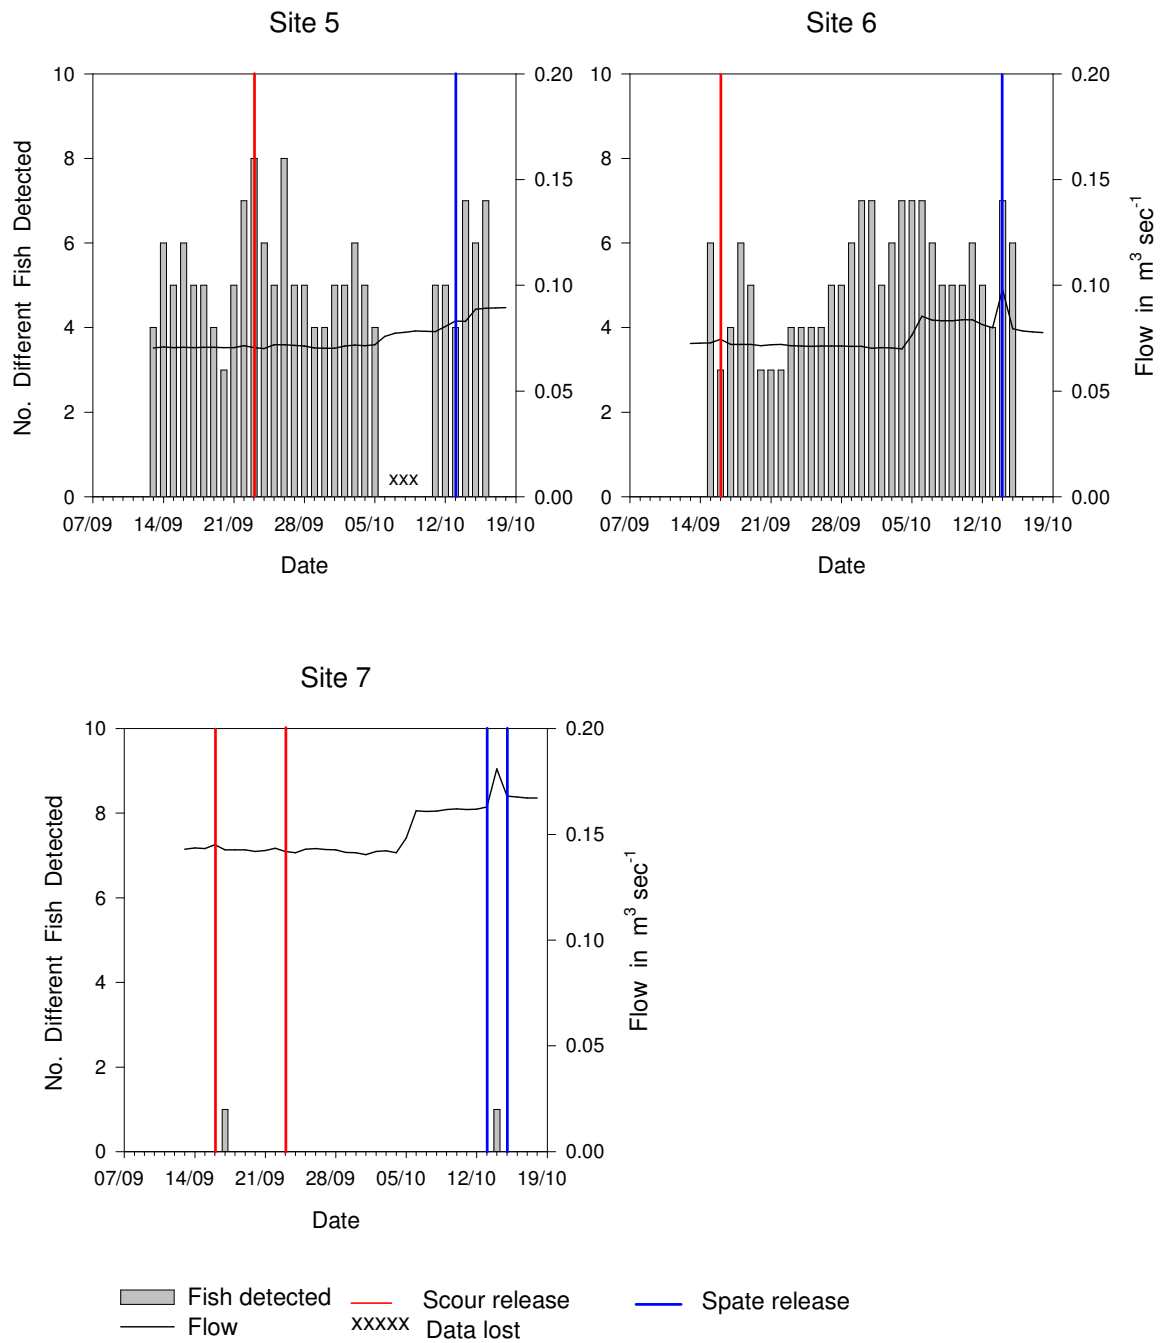 Site 5
Site 6
10
8
6
4
2
0
No. Different Fish Detected
0.20
0.15
0.10
0.05
0.00
xxx
07/09 14/09 21/09 28/09 05/10 12/10 19/10
Date
10
8
6
4
2
0
0.20
0.15
0.10
0.05
0.00
Flow in m³ sec⁻¹
07/09 14/09 21/09 28/09 05/10 12/10 19/10
Date
Site 7
10
8
6
4
2
0
No. Different Fish Detected
0.20
0.15
0.10
0.05
0.00
Flow in m³ sec⁻¹
07/09 14/09 21/09 28/09 05/10 12/10 19/10
Date
Fish detected
Scour release
Spate release
Flow
xxxxx Data lost